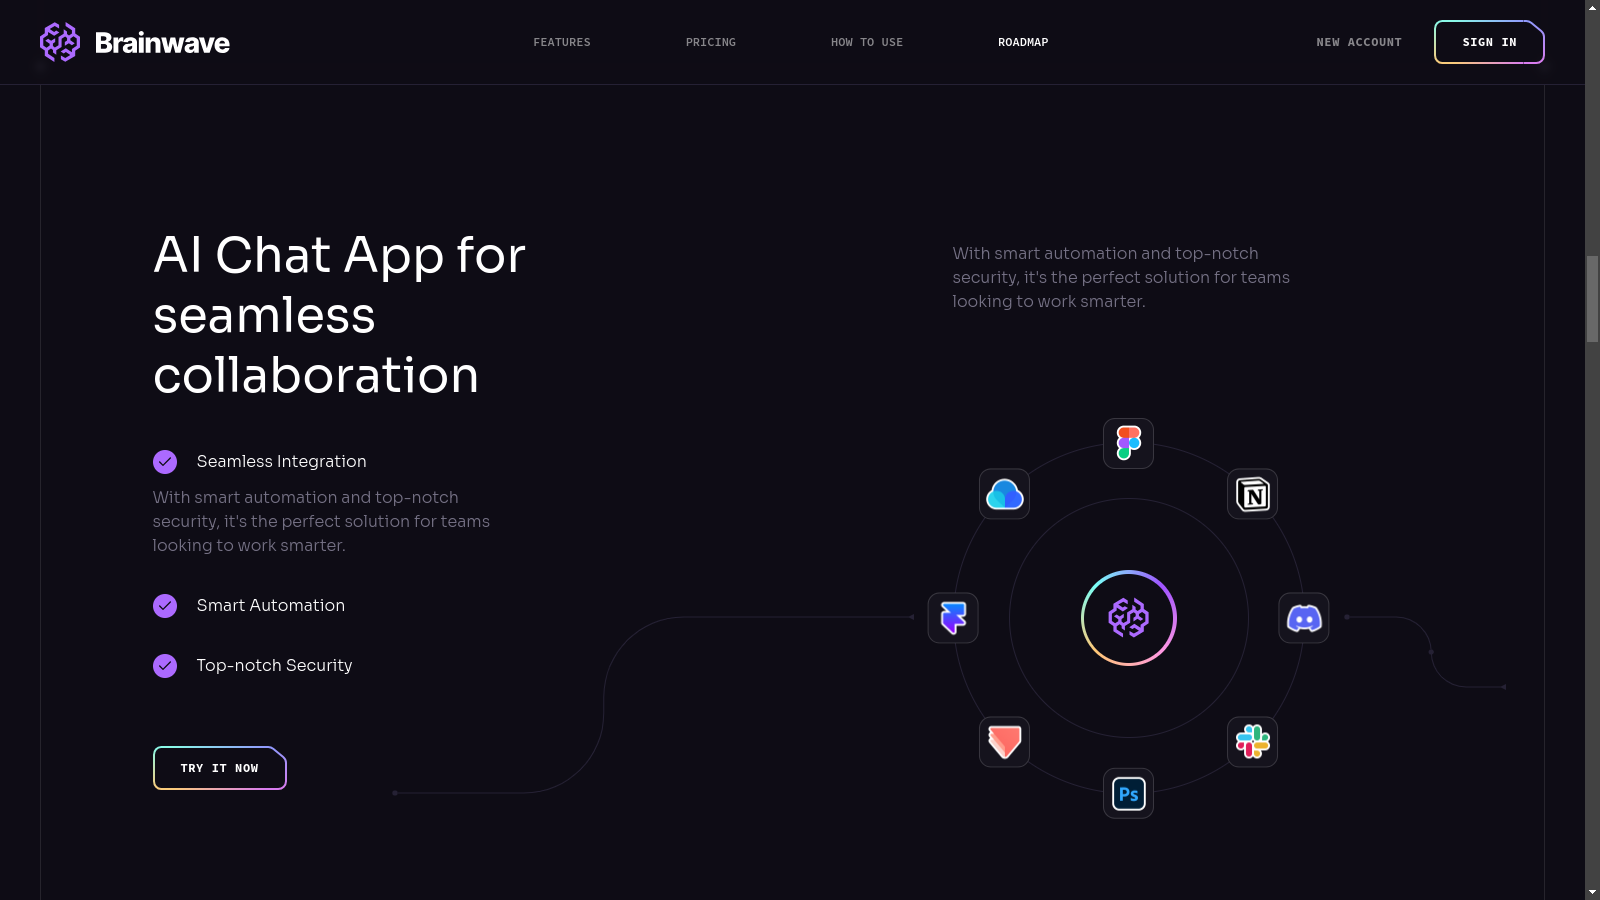 Brainwave
FEATURES
PRICING
HOW TO USE
ROADMAP
NEW ACCOUNT
SIGN IN
AI Chat App for
seamless
collaboration
Seamless Integration
With smart automation and top-notch
security, it's the perfect solution for teams
looking to work smarter.
Smart Automation
Top-notch Security
TRY IT NOW
With smart automation and top-notch
security, it's the perfect solution for teams
looking to work smarter.
N
Ps